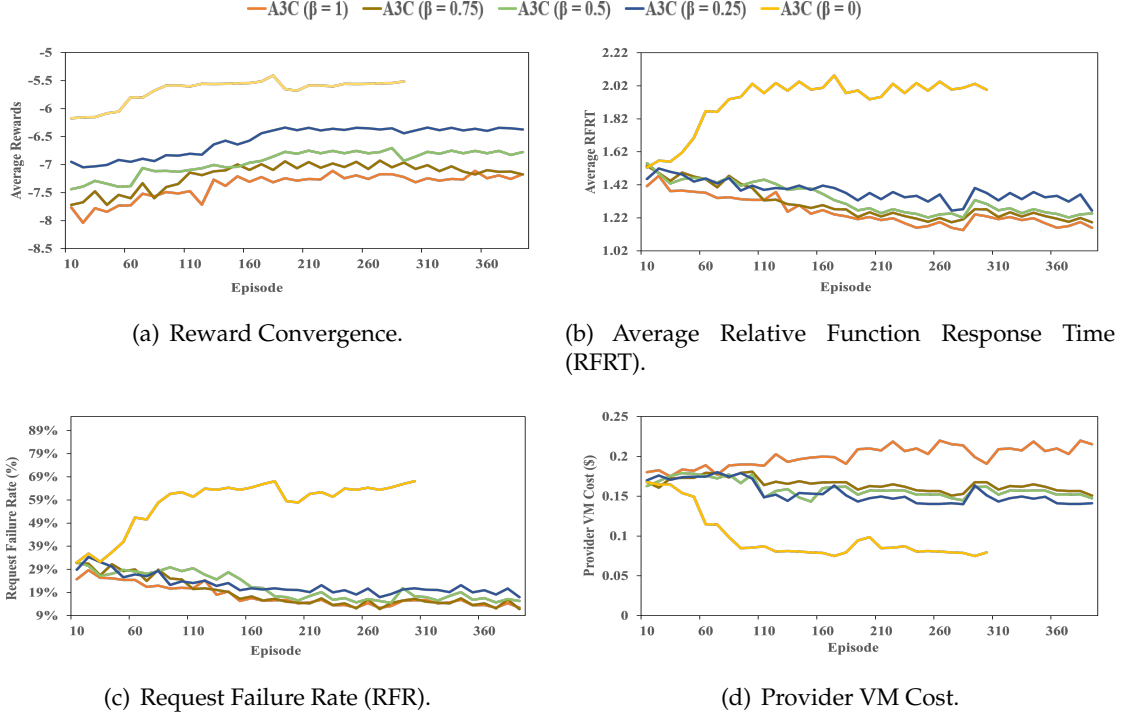 A3C (β = 1) A3C (β = 0.75) A3C (β = 0.5) A3C (β = 0.25) A3C (β = 0)
-5
-5.5
-6
-6.5
-7
-7.5
-8
-8.5
Average Rewards
10 60 110 160 210 260 310 360
Episode
(a) Reward Convergence.
2.22
2.02
1.82
1.62
1.42
1.22
1.02
Average RFRT
10 60 110 160 210 260 310 360
Episode
(b) Average Relative Function Response Time
(RFRT).
89%
79%
69%
59%
49%
39%
29%
19%
9%
Request Failure Rate (%)
10 60 110 160 210 260 310 360
Episode
(c) Request Failure Rate (RFR).
0.25
0.2
0.15
0.1
0.05
0
Provider VM Cost ($)
10 60 110 160 210 260 310 360
Episode
(d) Provider VM Cost.